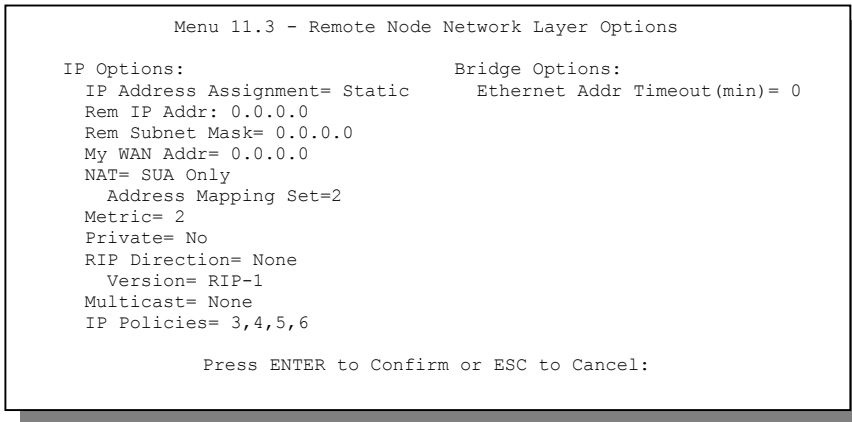 Menu 11.3 - Remote Node Network Layer Options
IP Options: Bridge Options:
IP Address Assignment= Static Ethernet Addr Timeout(min)= 0
Rem IP Addr: 0.0.0.0
Rem Subnet Mask= 0.0.0.0
My WAN Addr= 0.0.0.0
NAT= SUA Only
Address Mapping Set=2
Metric= 2
Private= No
RIP Direction= None
Version= RIP-1
Multicast= None
IP Policies= 3,4,5,6
Press ENTER to Confirm or ESC to Cancel: